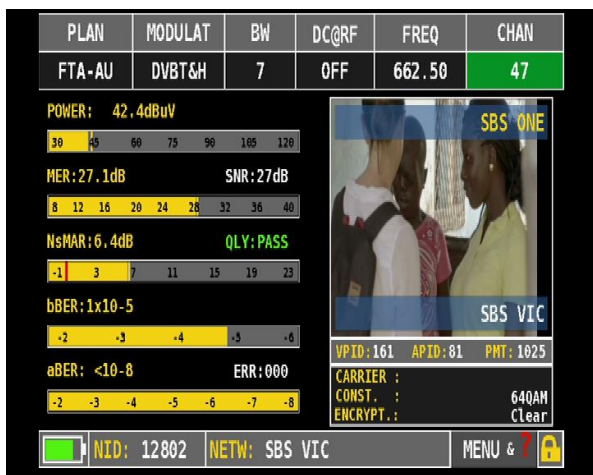 PLAN MODULAT BW DC@RF FREQ CHAN
FTA-AU DVBT&H 7 OFF 662.50 47
POWER: 42.4dBuV
30 45 60 75 90 105 120
SBS ONE
MER:27.1dB SNR:27dB
8 12 16 20 24 28 32 36 40
NsMAR:6.4dB QLY:PASS
-1 3 7 11 15 19 23
bBER:1x10-5
SBS VIC
-2 -3 -4 -5 -6
VPID:161 APID:81 PMT:1025
aBER: <10-8 ERR:000
CARRIER :
CONST. : 64QAM
-2 -3 -4 -5 -6 -7 -8
ENCRYPT.: Clear
NID: 12802 NETW: SBS VIC MENU & ?